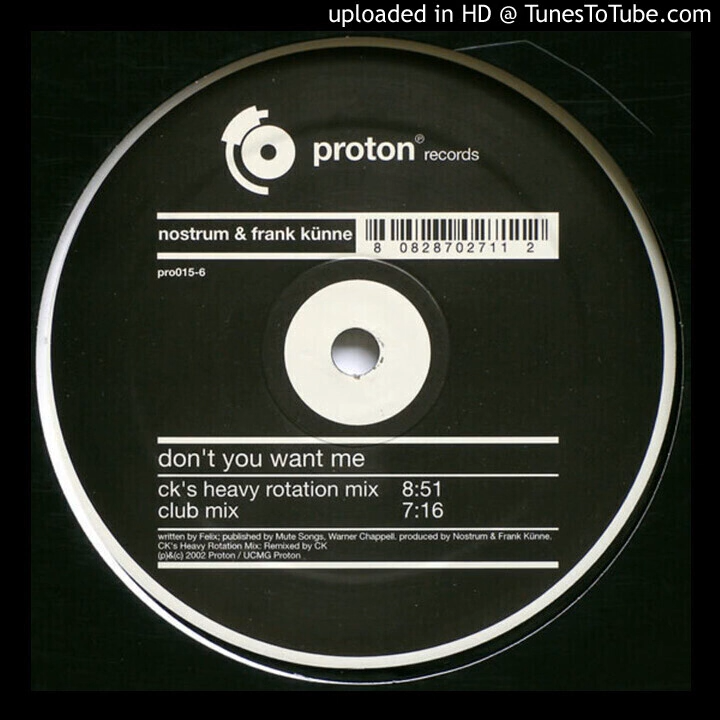 uploaded in HD @ TunesToTube.com
proton℗ records
nostrum & frank künne
8 0828702711 2
pro015-6
don't you want me
ck's heavy rotation mix 8:51
club mix 7:16
written by Felix; published by Mute Songs, Warner Chappell. produced by Nostrum & Frank Künne.
CK's Heavy Rotation Mix: Remixed by CK
(p)&(c) 2002 Proton / UCMG Proton